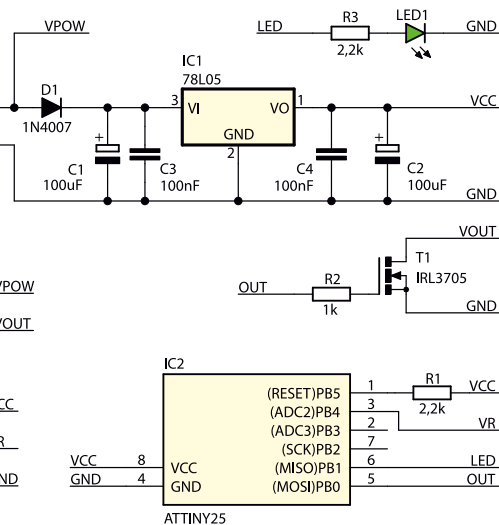 VPOW
LED
R3
2,2k
LED1
GND
IC1
78L05
D1
1N4007
3
VI
VO
1
VCC
GND
2
+
C1
100uF
C3
100nF
C4
100nF
+
C2
100uF
GND
VOUT
T1
IRL3705
VPOW
OUT
R2
1k
GND
VOUT
IC2
(RESET)PB5
1
R1
2,2k
VCC
(ADC2)PB4
3
VR
(ADC3)PB3
2
(SCK)PB2
7
VCC
8
VCC
(MISO)PB1
6
LED
GND
4
GND
(MOSI)PB0
5
OUT
ATTINY25